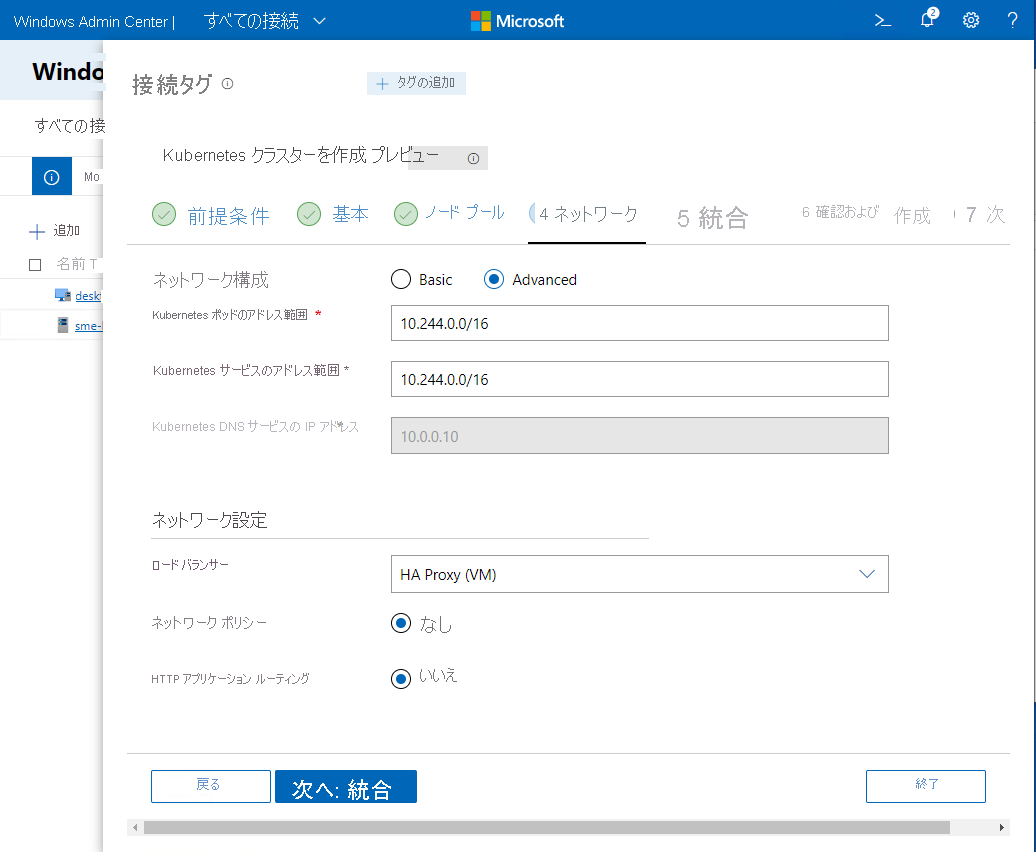 Windows Admin Center | すべての接続 Microsoft 2 ?
Windo
すべての接
Mo
追加
名前 T
desk
sme-
接続タグ
+ タグの追加
Kubernetes クラスターを作成 プレビュー
前提条件 基本 ノード プール 4 ネットワーク 5 統合 6 確認および 作成 7 次
ネットワーク構成 Basic Advanced
Kubernetes ポッドのアドレス範囲 * 10.244.0.0/16
Kubernetes サービスのアドレス範囲 * 10.244.0.0/16
Kubernetes DNS サービスの IP アドレス 10.0.0.10
ネットワーク設定
ロード バランサー HA Proxy (VM)
ネットワーク ポリシー なし
HTTP アプリケーション ルーティング いいえ
戻る 次へ: 統合 終了